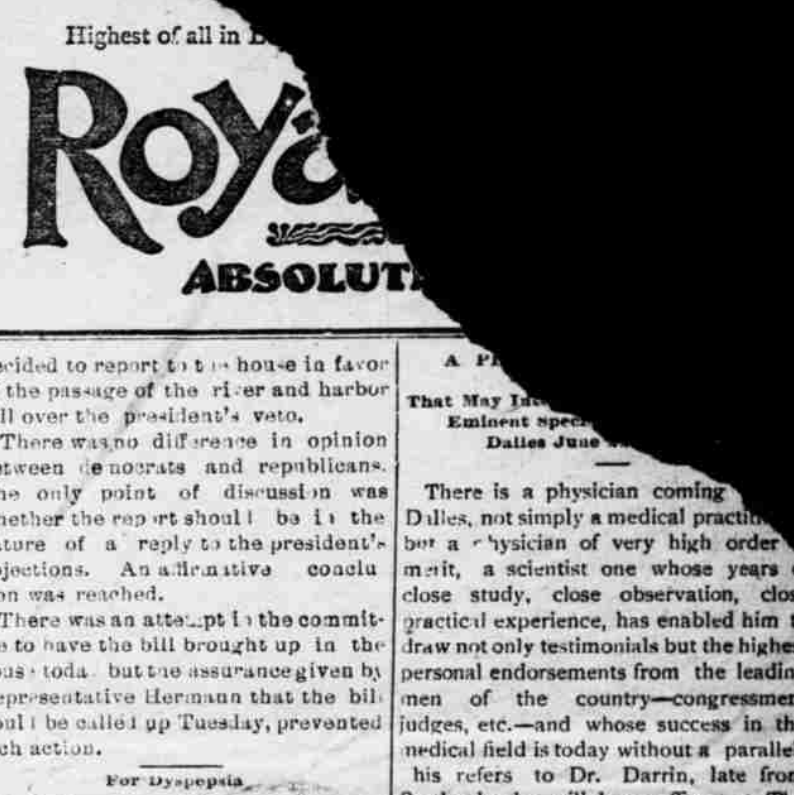 Highest of all in
Roya
ABSOLUT
ecided to report to the house in favor
the passage of the river and harbor
ll over the president's veto.
There was no difference in opinion
etween democrats and republicans.
he only point of discussion was
hether the report should be in the
ature of a reply to the president's
jections. An affirmative conclu
on was reached.
There was an attempt in the commit-
e to have the bill brought up in the
ous today but the assurance given by
epresentative Hermann that the bill
ould be called up Tuesday, prevented
ch action.
For Dyspepsia
A
That May
Eminent
Dalles June
There is a physician coming
Dalles, not simply a medical
but a physician of very high order
merit, a scientist one whose years
close study, close observation, clos
practical experience, has enabled him t
draw not only testimonials but the highes
personal endorsements from the leadin
men of the country—congressmen
judges, etc.—and whose success in th
medical field is today without a paralle
his refers to Dr. Darrin, late from